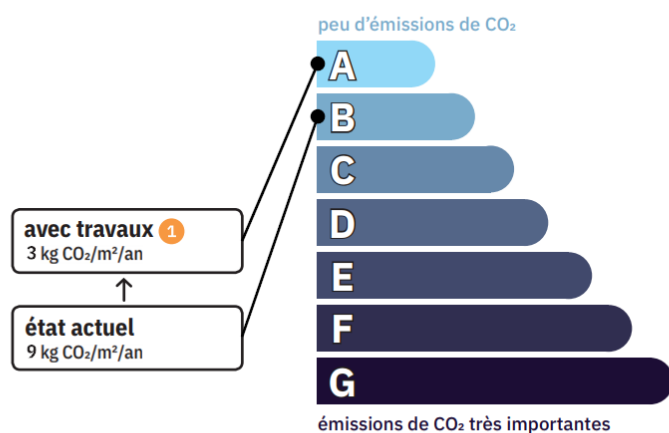 peu d'émissions de CO₂
A
B
C
D
E
F
G
émissions de CO₂ très importantes
avec travaux 1
3 kg CO₂/m²/an
état actuel
9 kg CO₂/m²/an